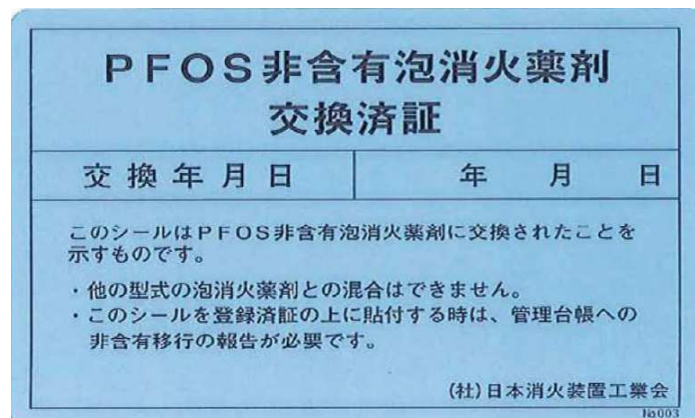 PFOS非含有泡消火薬剤
交換済証
交換年月日 年 月 日
このシールはPFOS非含有泡消火薬剤に交換されたことを
示すものです。
・他の型式の泡消火薬剤との混合はできません。
・このシールを登録済証の上に貼付する時は、管理台帳への
非含有移行の報告が必要です。
(社)日本消火装置工業会
№003